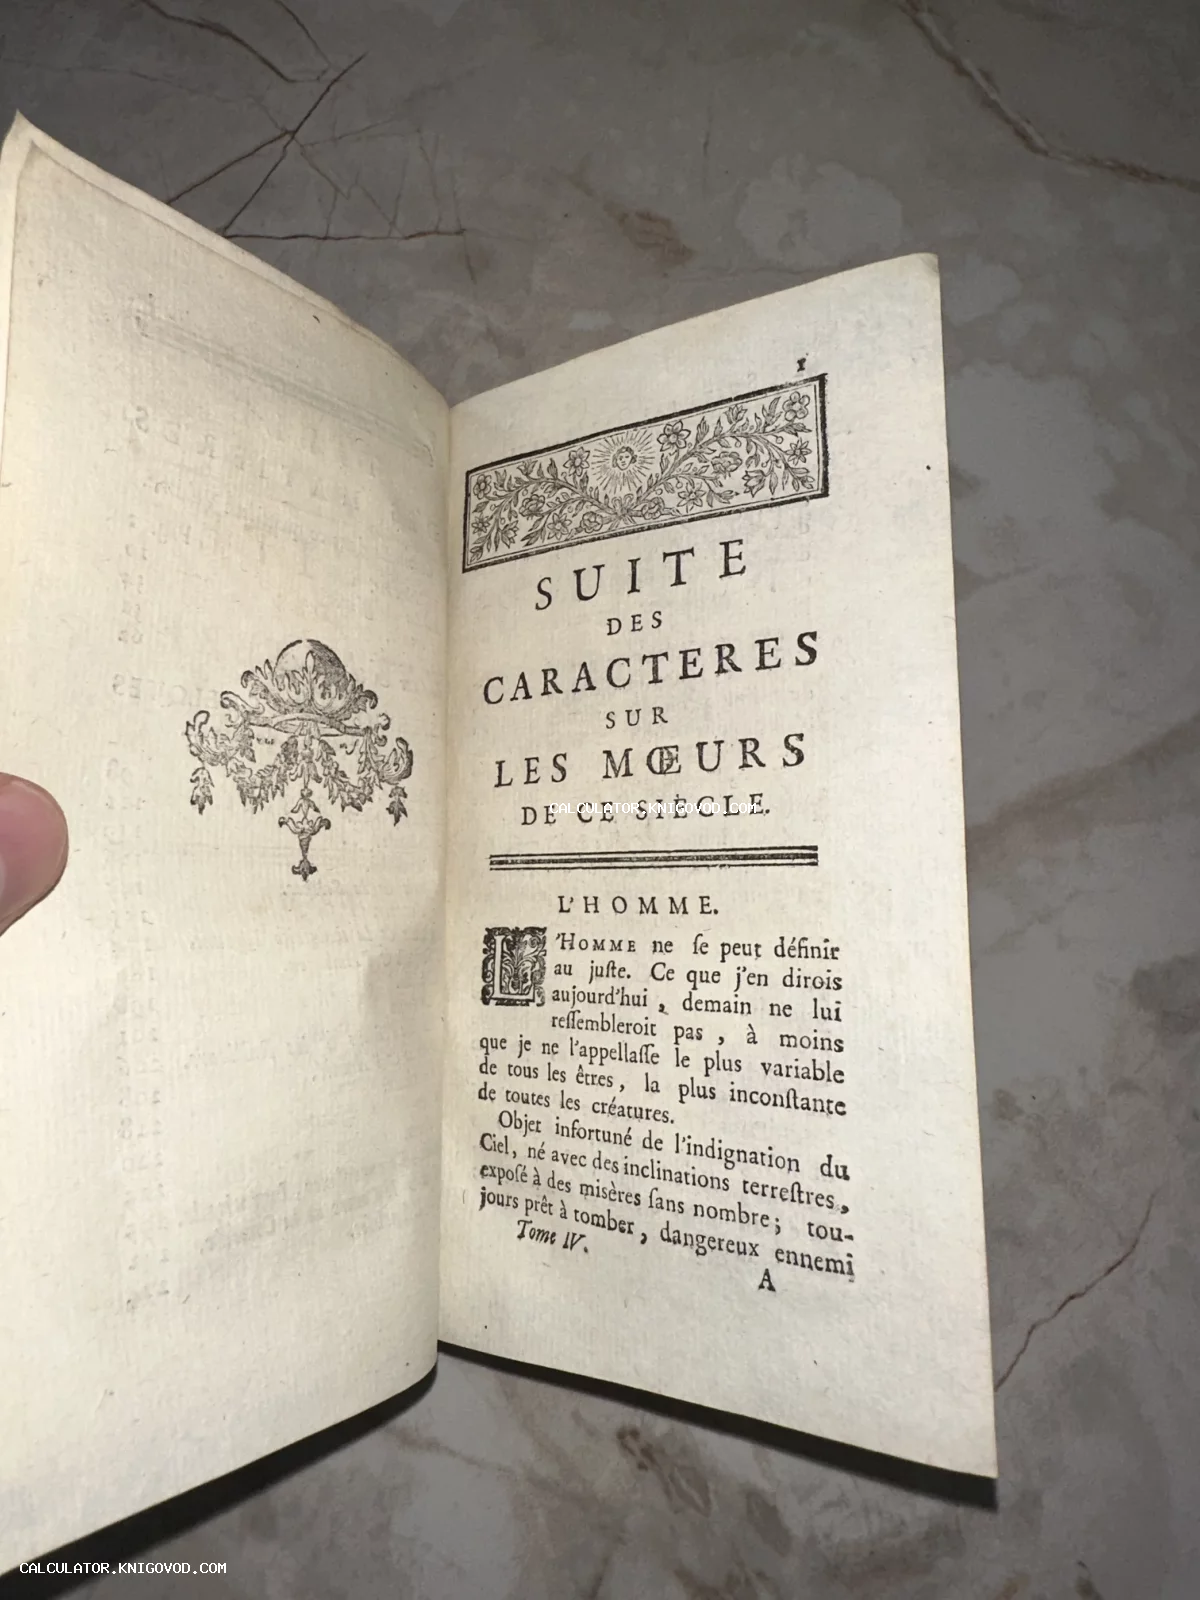 1
SUITE
DES
CARACTERES
SUR
LES MŒURS
DE CE SIÈCLE.
CALCULATOR.KNIGOVOD.COM
L'HOMME.
L'HOMME ne ſe peut définir
au juſte. Ce que j'en dirois
aujourd'hui, demain ne lui
reſſembleroit pas, à moins
que je ne l'appellaſſe le plus variable
de tous les êtres, la plus inconſtante
de toutes les créatures.
Objet infortuné de l'indignation du
Ciel, né avec des inclinations terreſtres,
expoſé à des misères ſans nombre; tou-
jours prêt à tomber, dangereux ennemi
Tome IV.
A
CALCULATOR.KNIGOVOD.COM